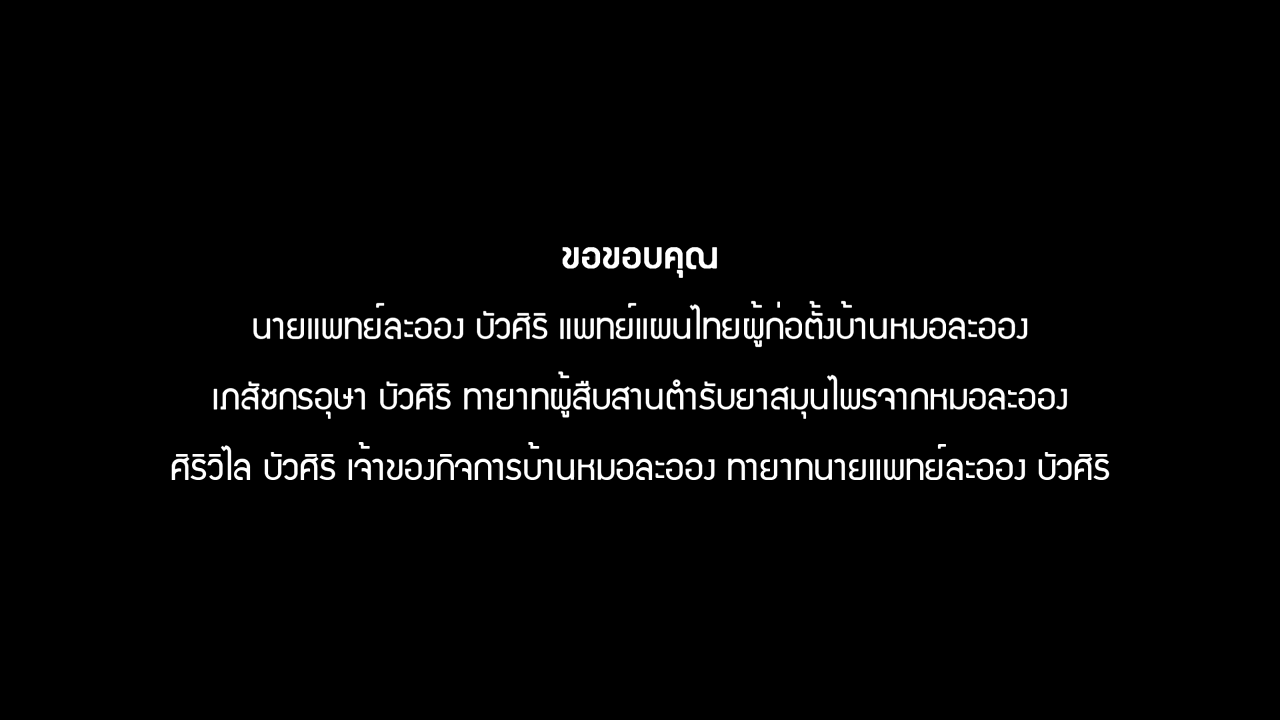 ขอขอบคุณ
นายแพทย์ละออง บัวศิริ แพทย์แผนไทยผู้ก่อตั้งบ้านหมอละออง
เภสัชกรอุษา บัวศิริ ทายาทผู้สืบสานตำรับยาสมุนไพรจากหมอละออง
ศิริวิไล บัวศิริ เจ้าของกิจการบ้านหมอละออง ทายาทนายแพทย์ละออง บัวศิริ